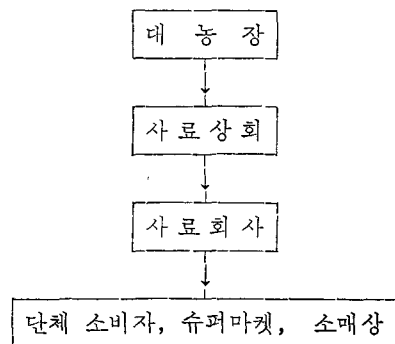 대 농 장
사 료 상 회
사 료 회 사
단체 소비자, 슈퍼마켓, 소매상